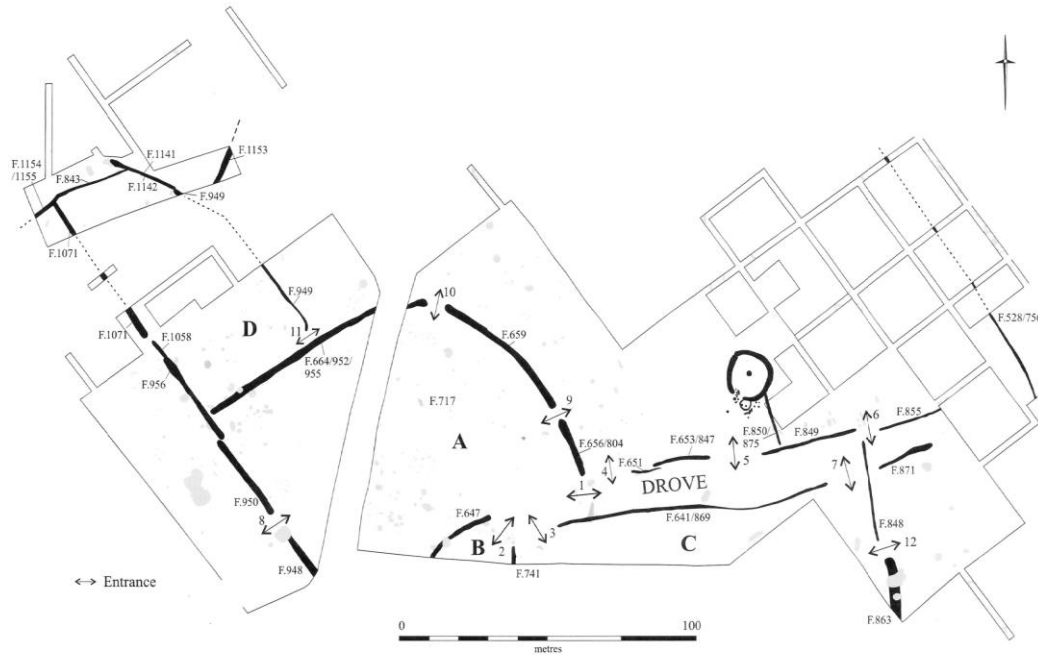 F.1154
/1155
F.843
F.1141
F.1142
F.1153
F.949
F.1071
F.1071
F.1058
F.956
D
11
F.949
F.664/952/
955
10
F.659
F.717
A
9
F.656/804
F.651
4
1
F.653/847
DROVE
5
F.850/
875
F.849
6
F.855
7
F.871
F.528/756
F.950
8
F.948
F.647
B
2
3
F.741
F.641/869
C
F.848
12
F.863
Entrance
0
100
metres